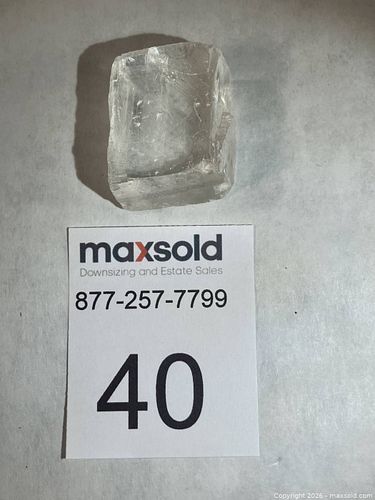 maxsold
Downsizing and Estate Sales
877-257-7799
40
Copyright 2026 - maxsold.com